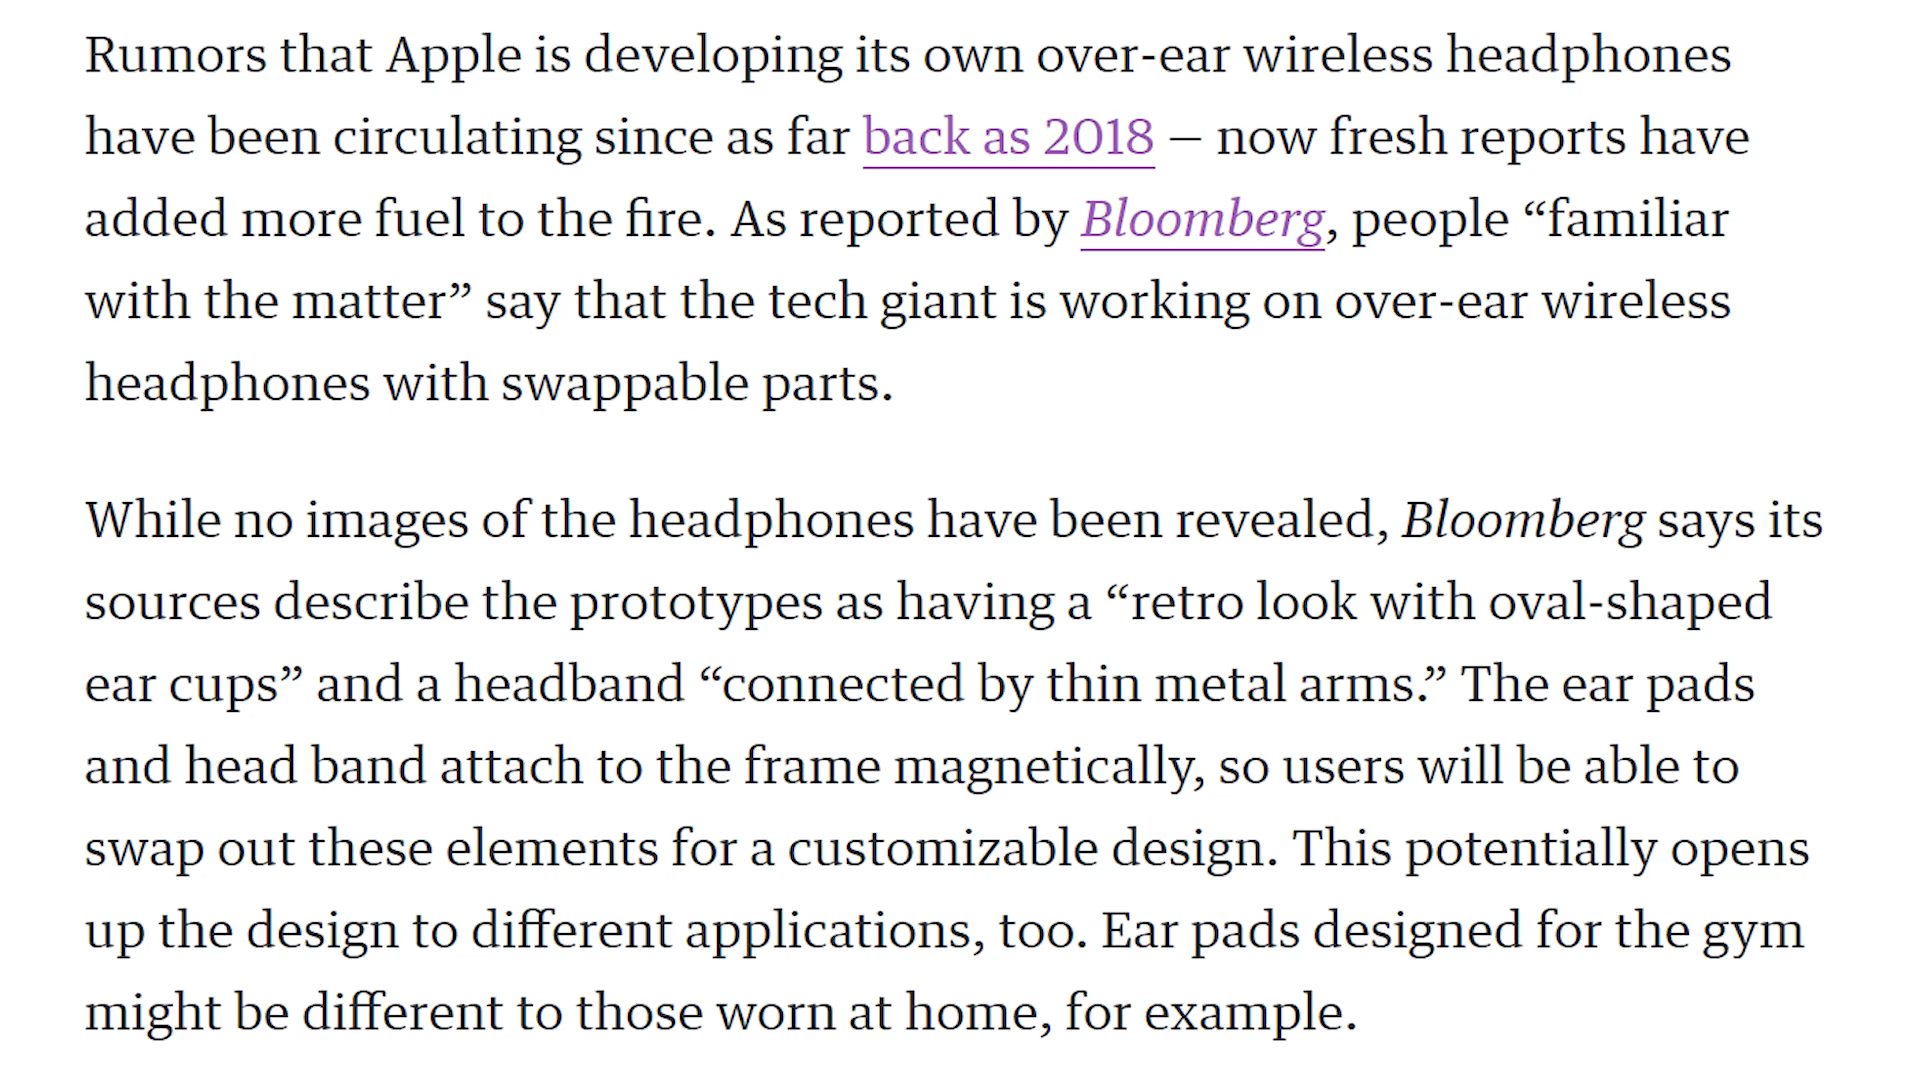 Rumors that Apple is developing its own over-ear wireless headphones
have been circulating since as far back as 2018 — now fresh reports have
added more fuel to the fire. As reported by Bloomberg, people “familiar
with the matter” say that the tech giant is working on over-ear wireless
headphones with swappable parts.
While no images of the headphones have been revealed, Bloomberg says its
sources describe the prototypes as having a “retro look with oval-shaped
ear cups” and a headband “connected by thin metal arms.” The ear pads
and head band attach to the frame magnetically, so users will be able to
swap out these elements for a customizable design. This potentially opens
up the design to different applications, too. Ear pads designed for the gym
might be different to those worn at home, for example.